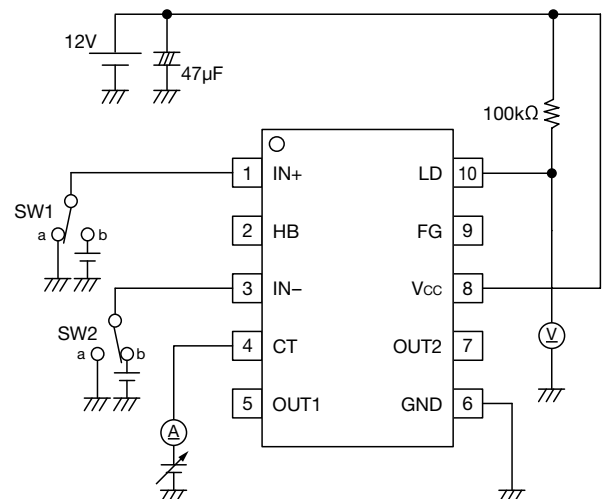 12V
47µF
100kΩ
1 IN+ LD 10
SW1
a b
2 HB FG 9
3 IN− VCC 8
SW2
a b
4 CT OUT2 7
V
5 OUT1 GND 6
A